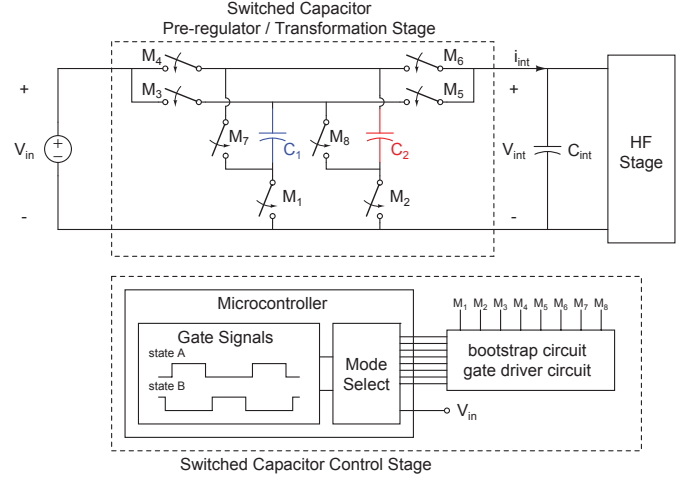 Switched Capacitor
Pre-regulator / Transformation Stage
M4
M6
iint
+
M3
M5
+
Vin
+
−
M7
C1
M8
C2
Vint
Cint
HF
Stage
M1
M2
-
-
Microcontroller
M1 M2 M3 M4 M5 M6 M7 M8
Gate Signals
state A
state B
Mode
Select
bootstrap circuit
gate driver circuit
Vin
Switched Capacitor Control Stage